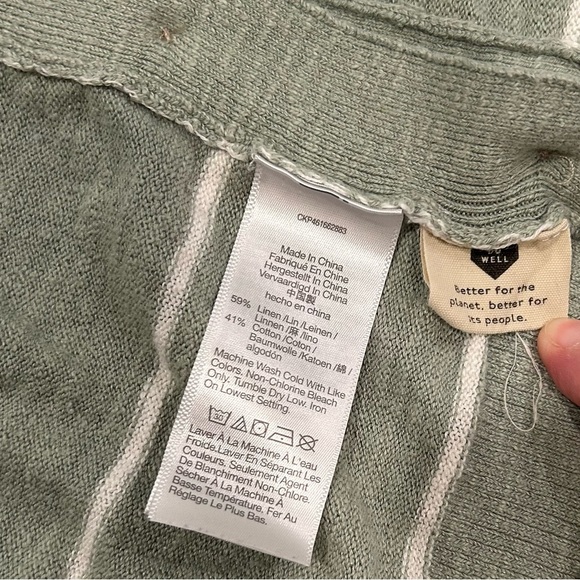 CKP461682883
Made In China
Fabriqué En Chine
Hergestellt In China
Vervaardigd In China
中国製
hecho en china
59% Linen /Lin /Leinen /
Linnen /麻 /lino
41% Cotton /Coton /
Baumwolle /Katoen /綿 /
algodón
Machine Wash Cold With Like
Colors. Non-Chlorine Bleach
Only. Tumble Dry Low. Iron
On Lowest Setting.
30
Laver À La Machine À L'eau
Froide.Laver En Séparant Les
Couleurs. Seulement Agent
De Blanchiment Non-Chlore.
Sécher À La Machine À
Basse Température. Fer Au
Réglage Le Plus Bas.
WELL
Better for the
planet, better for
its people.